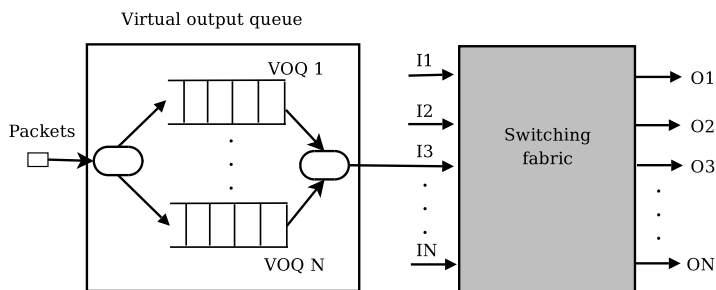 Virtual output queue
VOQ 1
Packets
VOQ N
I1
I2
I3
IN
Switching
fabric
O1
O2
O3
ON